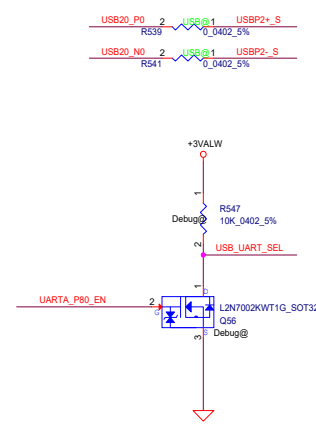 USB20_P0 2 USB@ 1 USBP2+_S
R539 0_0402_5%
USB20_N0 2 USB@ 1 USBP2-_S
R541 0_0402_5%
+3VALW
1
R547
Debug@ 10K_0402_5%
2
USB_UART_SEL
1
D
UARTA_P80_EN 2
G
L2N7002KWT1G_SOT32
Q56
S Debug@
3